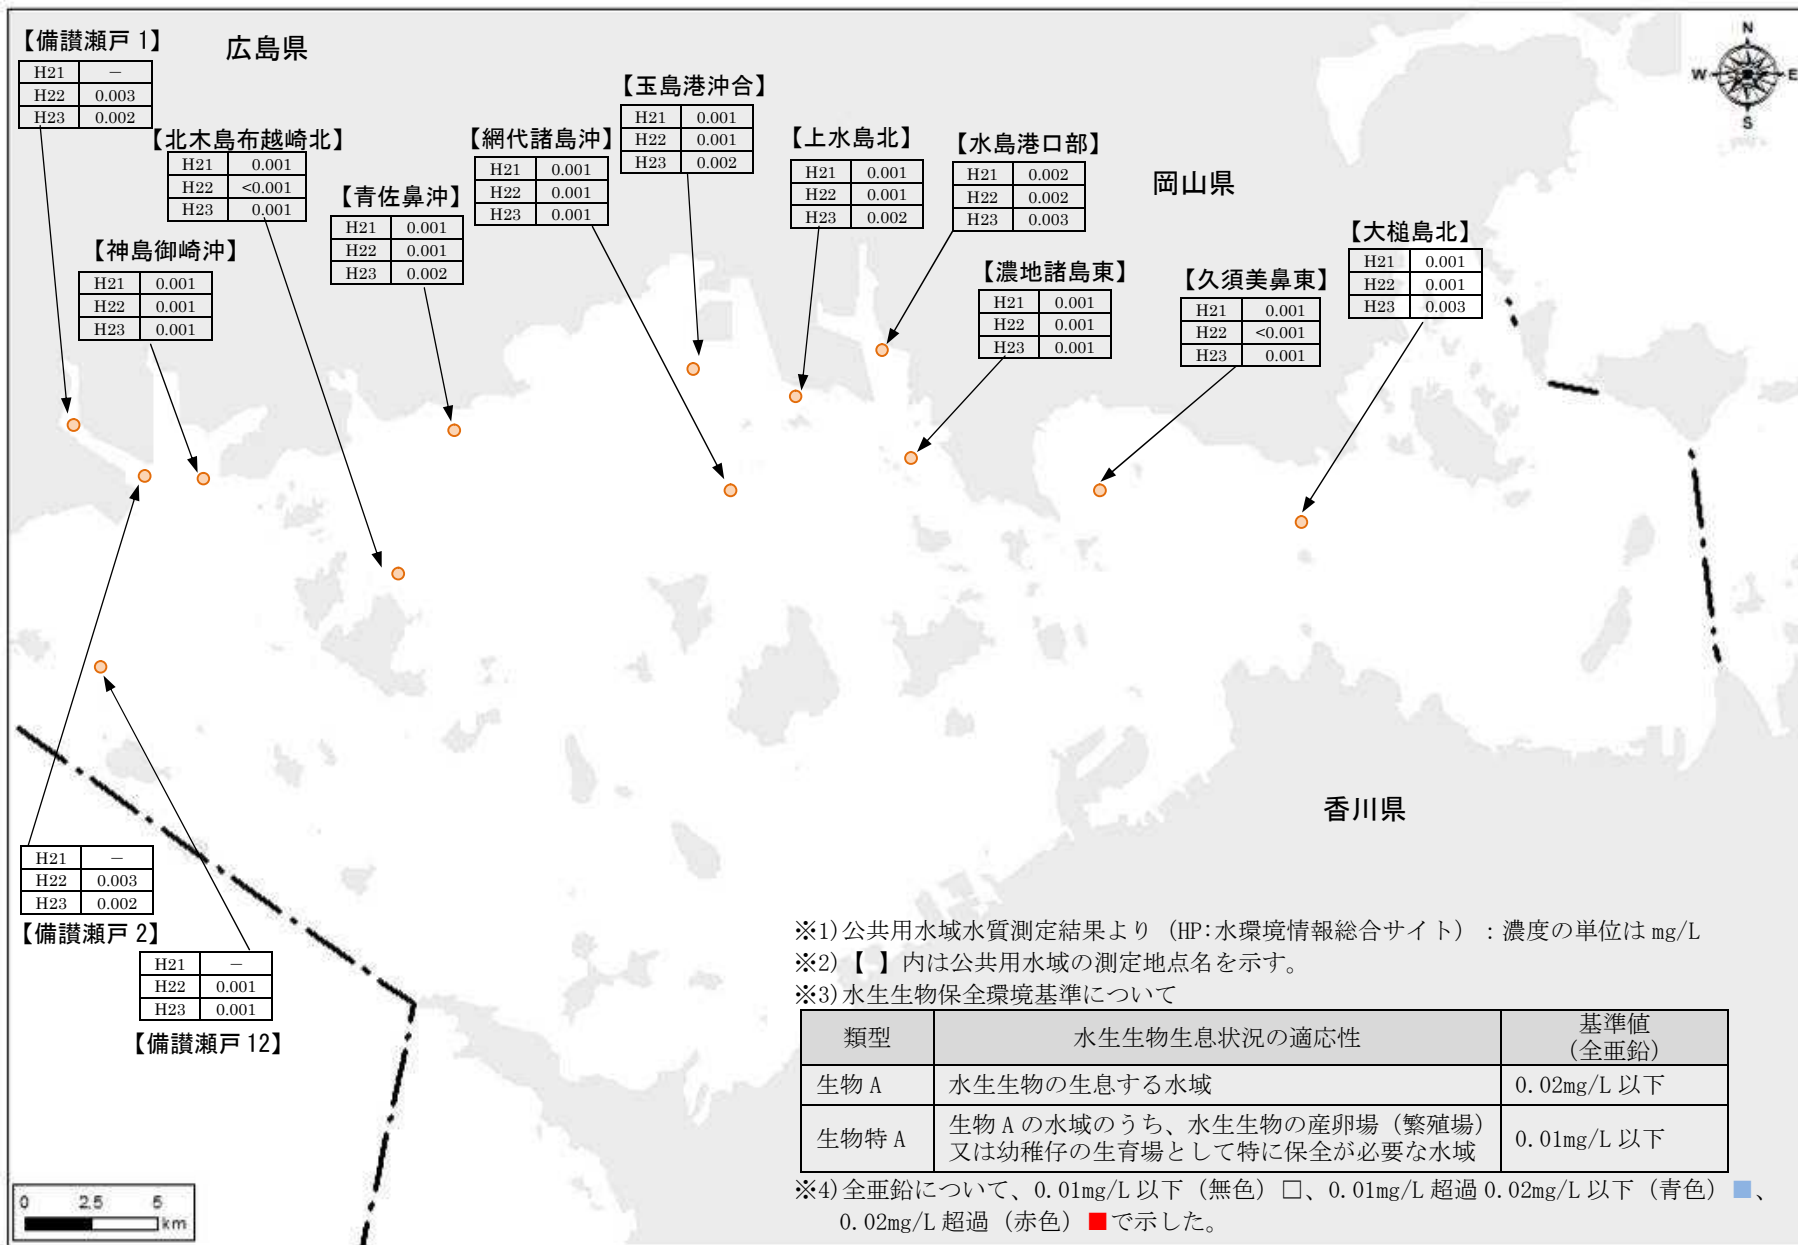 【備讃瀬戸1】
H21 －
H22 0.003
H23 0.002
広島県
【北木島布越崎北】
H21 0.001
H22 <0.001
H23 0.001
【神島御崎沖】
H21 0.001
H22 0.001
H23 0.001
【青佐鼻沖】
H21 0.001
H22 0.001
H23 0.002
【網代諸島沖】
H21 0.001
H22 0.001
H23 0.001
【玉島港沖合】
H21 0.001
H22 0.001
H23 0.002
【上水島北】
H21 0.001
H22 0.001
H23 0.002
【水島港口部】
H21 0.002
H22 0.002
H23 0.003
岡山県
【濃地諸島東】
H21 0.001
H22 0.001
H23 0.001
【久須美鼻東】
H21 0.001
H22 <0.001
H23 0.001
【大槌島北】
H21 0.001
H22 0.001
H23 0.003
N
W E
S
香川県
H21 －
H22 0.003
H23 0.002
【備讃瀬戸2】
H21 －
H22 0.001
H23 0.001
【備讃瀬戸12】
※1)公共用水域水質測定結果より（HP:水環境情報総合サイト）：濃度の単位はmg/L
※2)【 】内は公共用水域の測定地点名を示す。
※3)水生生物保全環境基準について
類型 水生生物生息状況の適応性 基準値
(全亜鉛)
生物A 水生生物の生息する水域 0.02mg/L以下
生物特A 生物Aの水域のうち、水生生物の産卵場（繁殖場）
又は幼稚仔の生育場として特に保全が必要な水域 0.01mg/L以下
※4)全亜鉛について、0.01mg/L以下（無色）□、0.01mg/L超過0.02mg/L以下（青色）■、
0.02mg/L超過（赤色）■で示した。
0 2.5 5
km